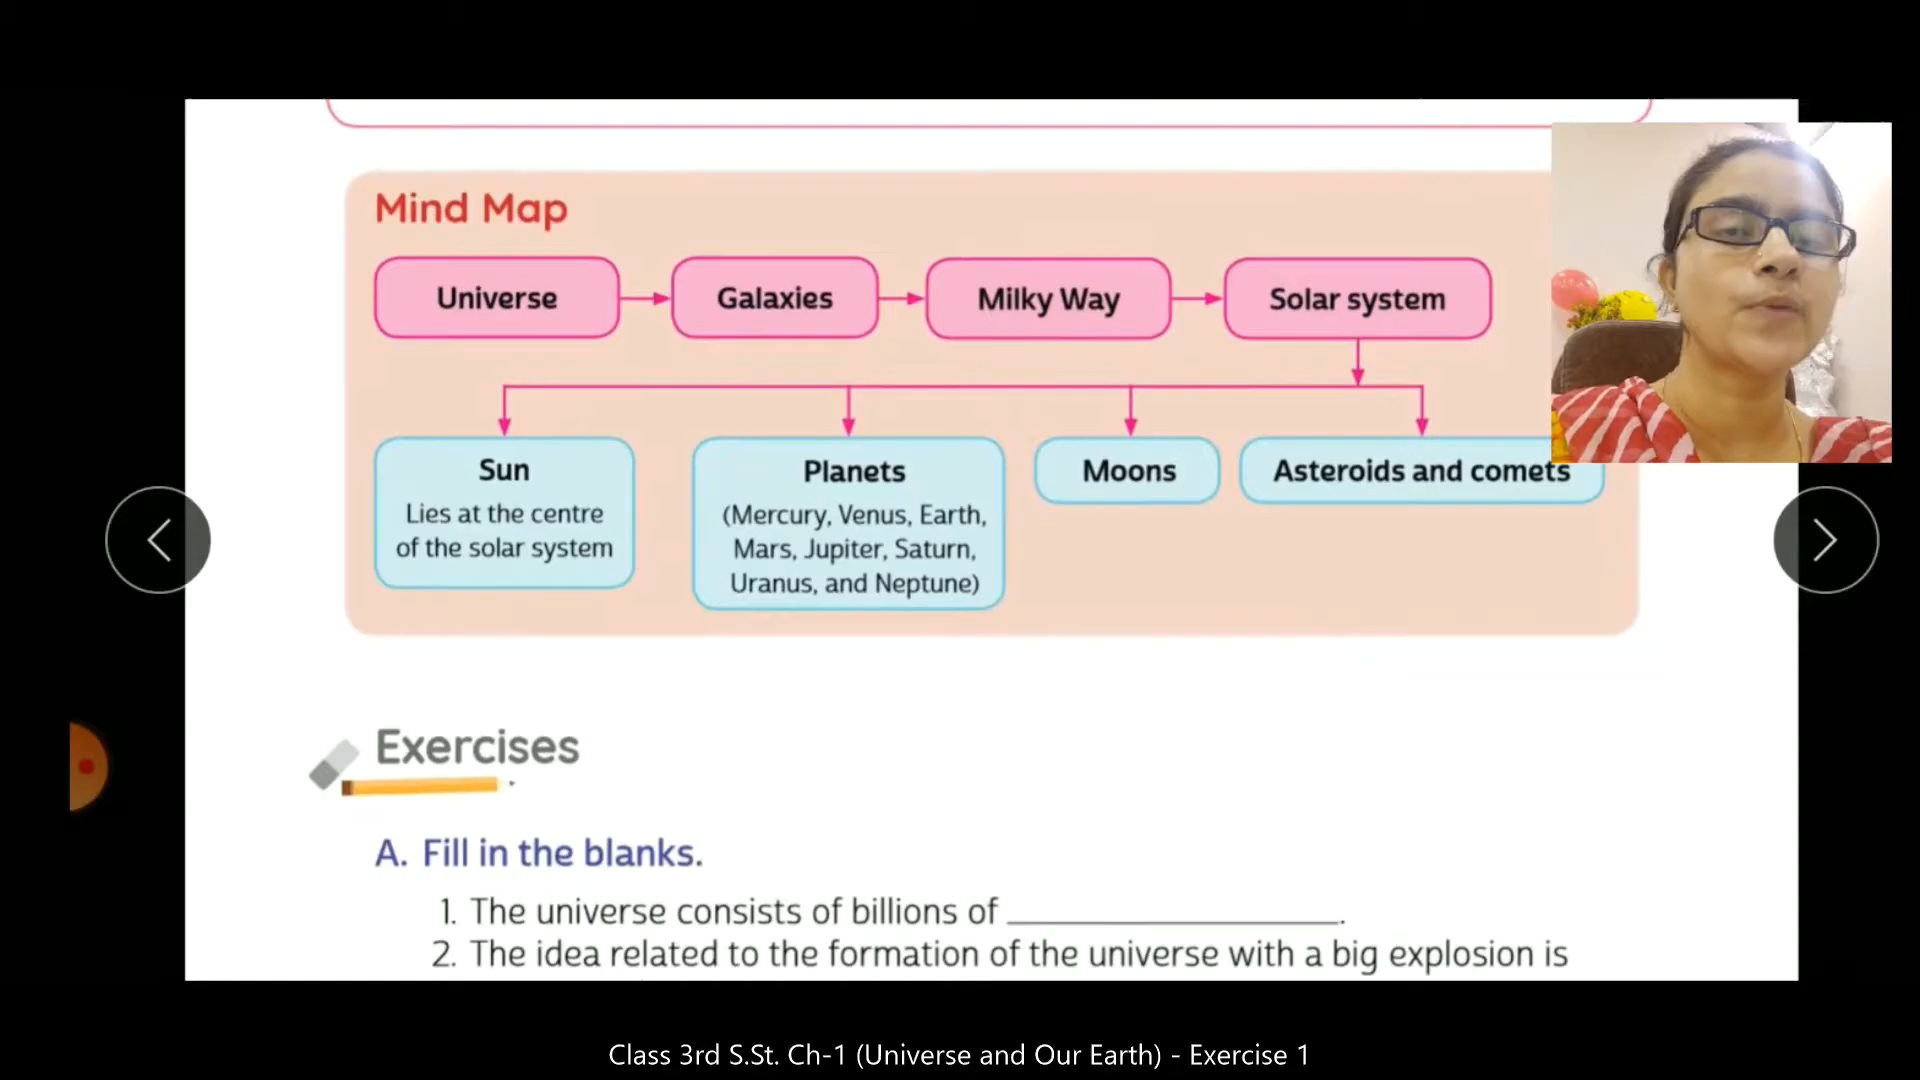 Mind Map
Universe
Galaxies
Milky Way
Solar system
Sun
Lies at the centre
of the solar system
Planets
(Mercury, Venus, Earth,
Mars, Jupiter, Saturn,
Uranus, and Neptune)
Moons
Asteroids and comets
Exercises
A. Fill in the blanks.
1. The universe consists of billions of ____________________.
2. The idea related to the formation of the universe with a big explosion is
Class 3rd S.St. Ch-1 (Universe and Our Earth) - Exercise 1